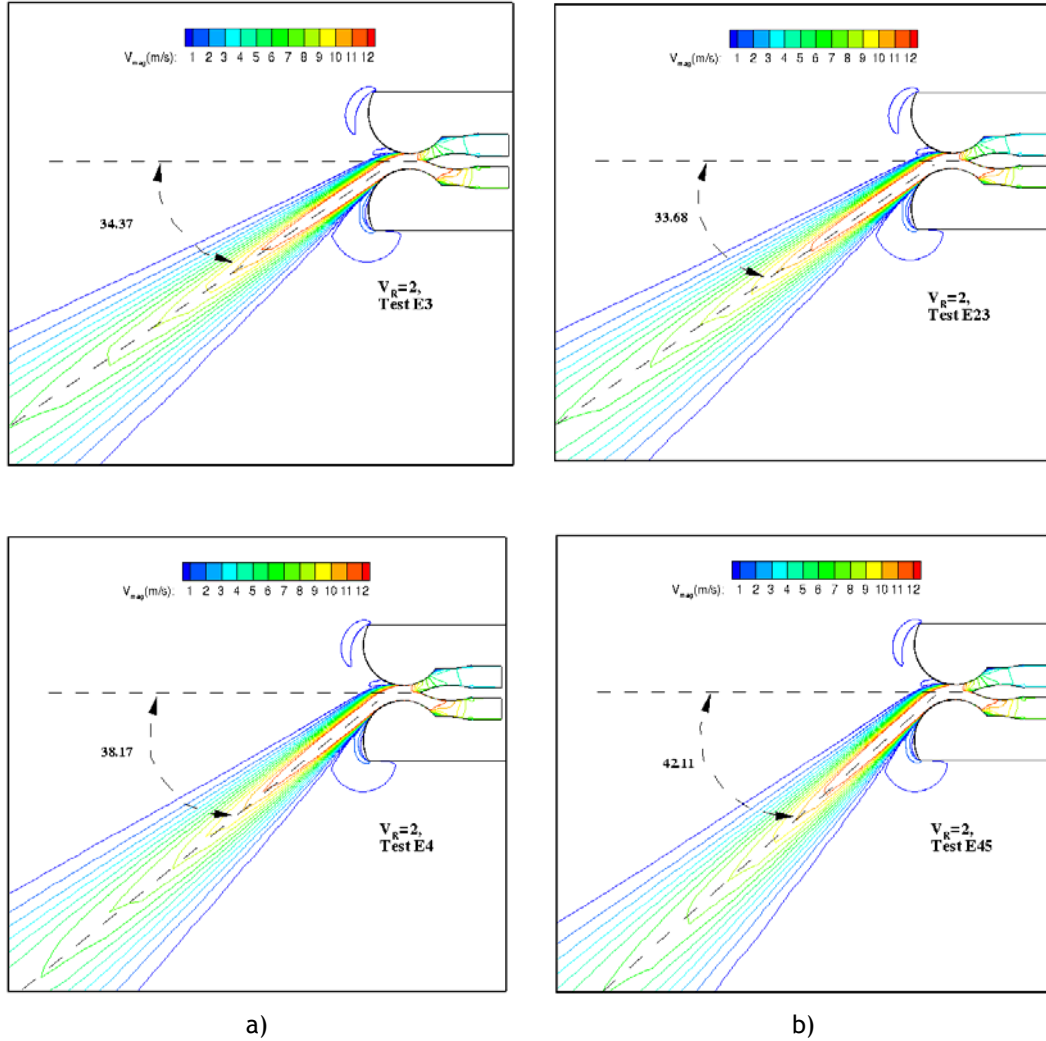 V_mag(m/s): 1 2 3 4 5 6 7 8 9 10 11 12
34.37
V_R=2,
Test E3
V_mag(m/s): 1 2 3 4 5 6 7 8 9 10 11 12
33.68
V_R=2,
Test E23
V_mag(m/s): 1 2 3 4 5 6 7 8 9 10 11 12
38.17
V_R=2,
Test E4
V_mag(m/s): 1 2 3 4 5 6 7 8 9 10 11 12
42.11
V_R=2,
Test E45
a)
b)